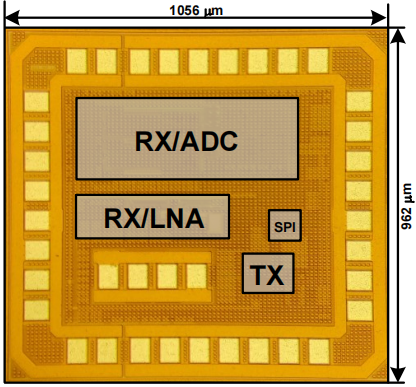 1056 μm
962 μm
RX/ADC
RX/LNA
SPI
TX